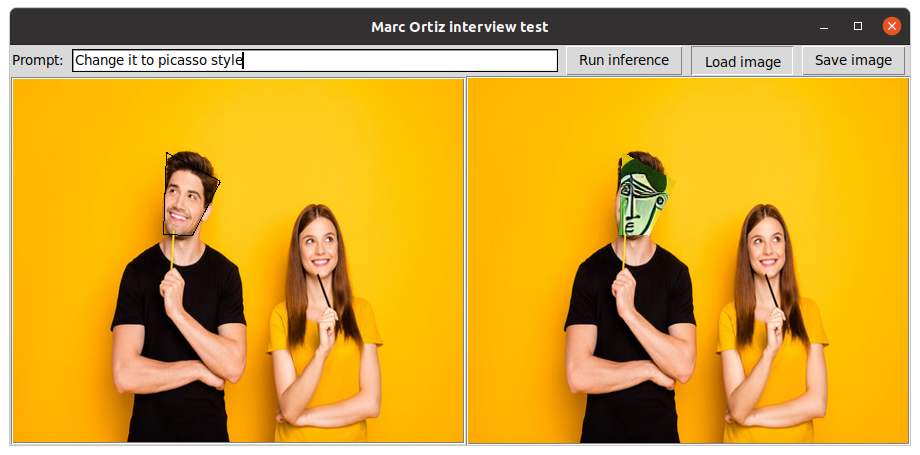 Marc Ortiz interview test
Prompt: Change it to picasso style Run inference Load image Save image